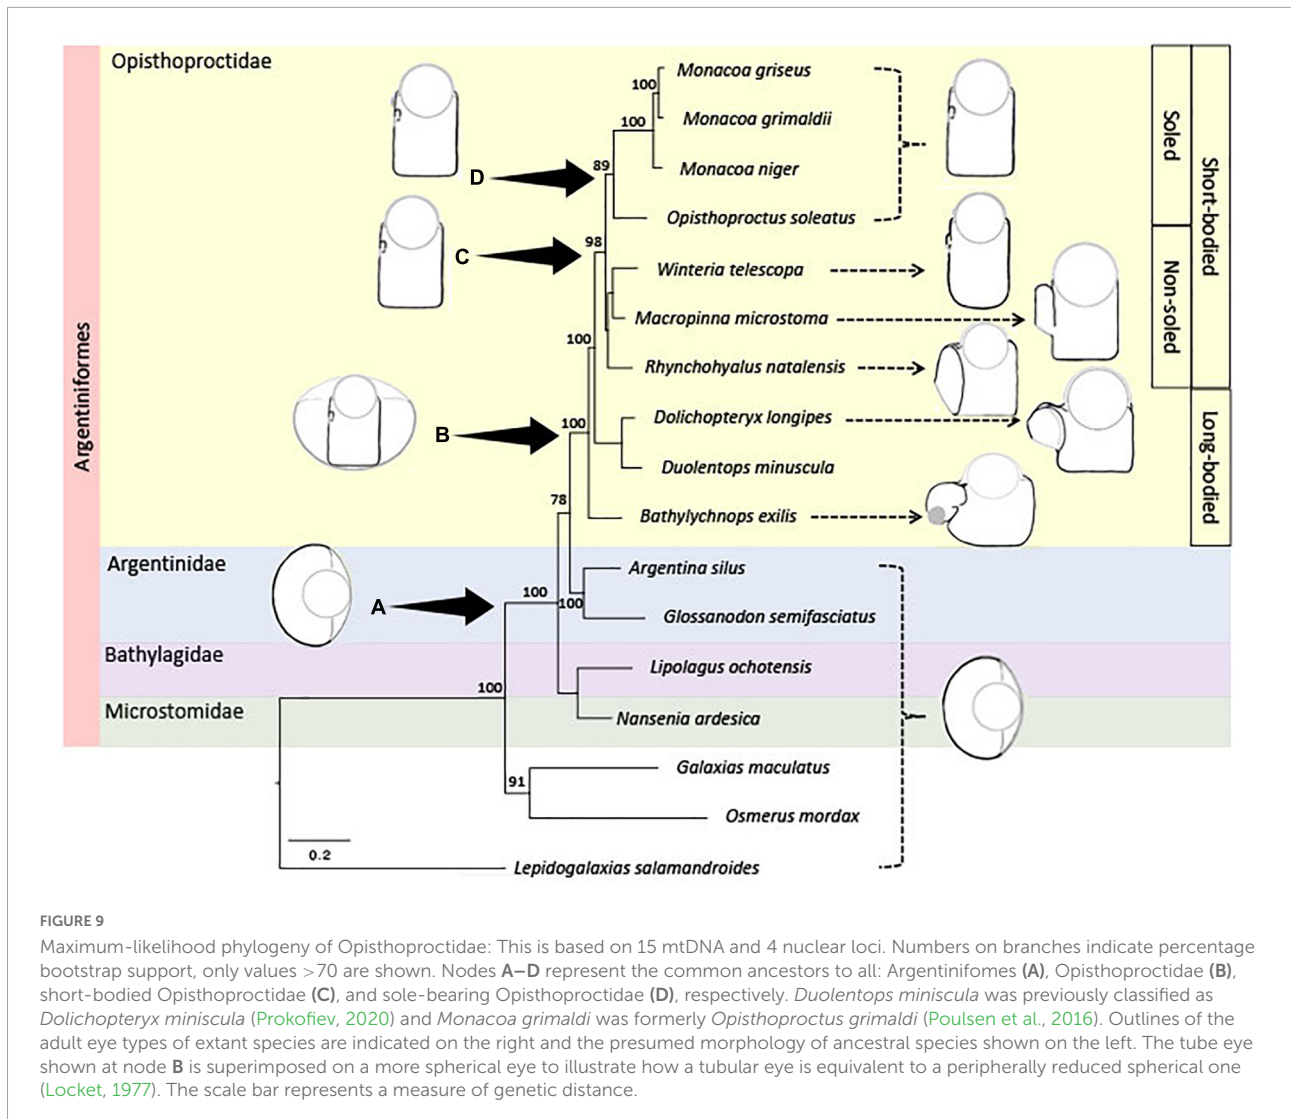 Opisthoproctidae
Monacoa griseus
100
Monacoa grimaldii
100
Monacoa niger
89
D
Opisthoproctus soleatus
98
C
Winteria telescopa
Macropinna microstoma
100
Rhynchohyalus natalensis
Dolichopteryx longipes
100
B
Duolentops minuscula
78
Bathylychnops exilis
Soled
Non-soled
Short-bodied
Long-bodied
Argentiniformes
Argentinidae
Argentina silus
100
100
A
Glossanodon semifasciatus
Bathylagidae
Lipolagus ochotensis
100
Microstomidae
Nansenia ardesica
Galaxias maculatus
91
Osmerus mordax
0.2
Lepidogalaxias salamandroides
FIGURE 9
Maximum-likelihood phylogeny of Opisthoproctidae: This is based on 15 mtDNA and 4 nuclear loci. Numbers on branches indicate percentage
bootstrap support, only values >70 are shown. Nodes A–D represent the common ancestors to all: Argentinifomes (A), Opisthoproctidae (B),
short-bodied Opisthoproctidae (C), and sole-bearing Opisthoproctidae (D), respectively. Duolentops miniscula was previously classified as
Dolichopteryx miniscula (Prokofiev, 2020) and Monacoa grimaldi was formerly Opisthoproctus grimaldi (Poulsen et al., 2016). Outlines of the
adult eye types of extant species are indicated on the right and the presumed morphology of ancestral species shown on the left. The tube eye
shown at node B is superimposed on a more spherical eye to illustrate how a tubular eye is equivalent to a peripherally reduced spherical one
(Locket, 1977). The scale bar represents a measure of genetic distance.